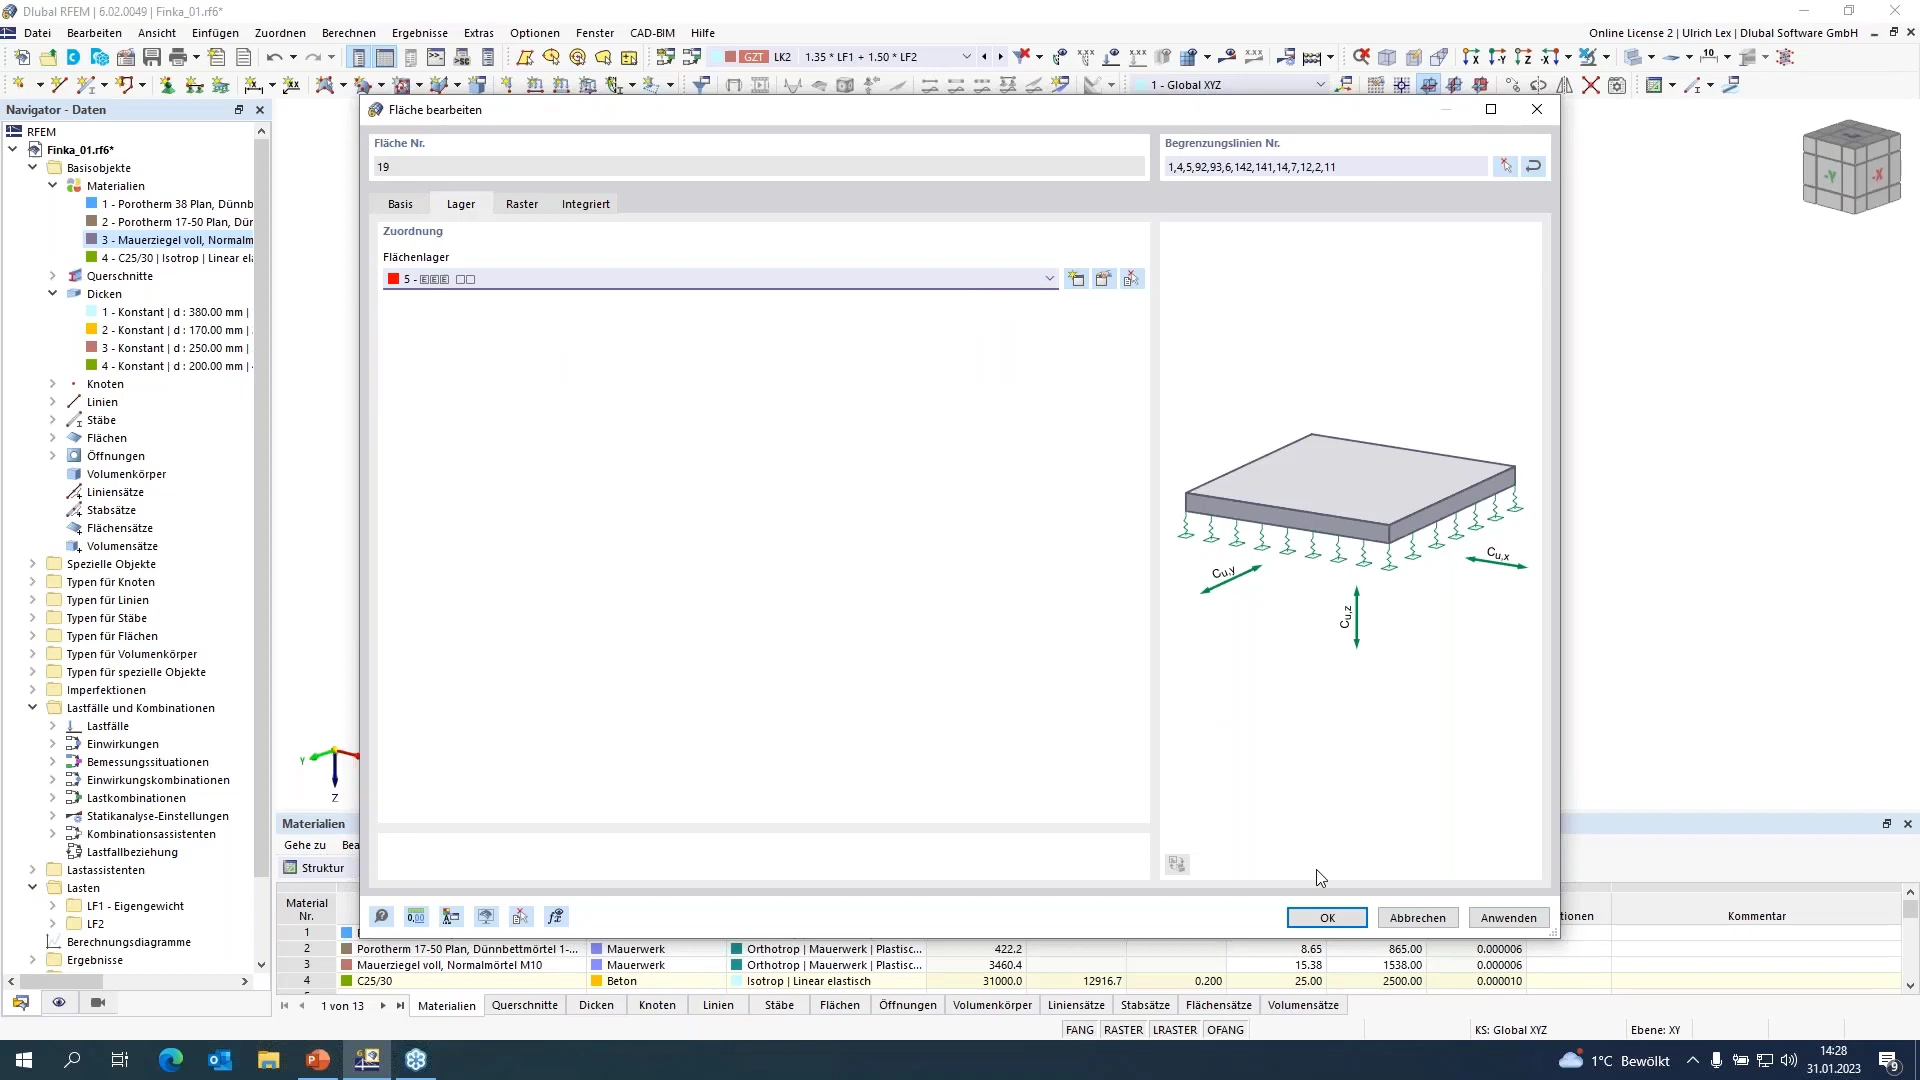 Dlubal RFEM | 6.02.0049 | Finka_01.rf6*
Datei Bearbeiten Ansicht Einfügen Zuordnen Berechnen Ergebnisse Extras Optionen Fenster CAD-BIM Hilfe
Online License 2 | Ulrich Lex | Dlubal Software GmbH
GZT LK2 1.35 * LF1 + 1.50 * LF2
1 - Global XYZ
Navigator - Daten
RFEM
Finka_01.rf6*
Basisobjekte
Materialien
1 - Porotherm 38 Plan, Dünnb
2 - Porotherm 17-50 Plan, Dür
3 - Mauerziegel voll, Normalm
4 - C25/30 | Isotrop | Linear ela
Querschnitte
Dicken
1 - Konstant | d : 380.00 mm |
2 - Konstant | d : 170.00 mm |
3 - Konstant | d : 250.00 mm |
4 - Konstant | d : 200.00 mm |
Knoten
Linien
Stäbe
Flächen
Öffnungen
Volumenkörper
Liniensätze
Stabsätze
Flächensätze
Volumensätze
Spezielle Objekte
Typen für Knoten
Typen für Linien
Typen für Stäbe
Typen für Flächen
Typen für Volumenkörper
Typen für spezielle Objekte
Imperfektionen
Lastfälle und Kombinationen
Lastfälle
Einwirkungen
Bemessungssituationen
Einwirkungskombinationen
Lastkombinationen
Statikanalyse-Einstellungen
Kombinationsassistenten
Lastfallbeziehung
Lastassistenten
Lasten
LF1 - Eigengewicht
LF2
Berechnungsdiagramme
Ergebnisse
Fläche bearbeiten
Fläche Nr.
19
Begrenzungslinien Nr.
1,4,5,92,93,6,142,141,14,7,12,2,11
Basis Lager Raster Integriert
Zuordnung
Flächenlager
5 -
Cu,x
Cu,y
Cu,z
-Y -X
Y
Z
OK Abbrechen Anwenden
Materialien
Gehe zu Bea
Struktur
Material
Nr.
tionen
Kommentar
1
2 Porotherm 17-50 Plan, Dünnbettmörtel 1-... Mauerwerk Orthotrop | Mauerwerk | Plastisc... 422.2 8.65 865.00 0.000006
3 Mauerziegel voll, Normalmörtel M10 Mauerwerk Orthotrop | Mauerwerk | Plastisc... 3460.4 15.38 1538.00 0.000006
4 C25/30 Beton Isotrop | Linear elastisch 31000.0 12916.7 0.200 25.00 2500.00 0.000010
1 von 13 Materialien Querschnitte Dicken Knoten Linien Stäbe Flächen Öffnungen Volumenkörper Liniensätze Stabsätze Flächensätze Volumensätze
FANG RASTER LRASTER OFANG
KS: Global XYZ
Ebene: XY
1°C Bewölkt
14:28
31.01.2023
9